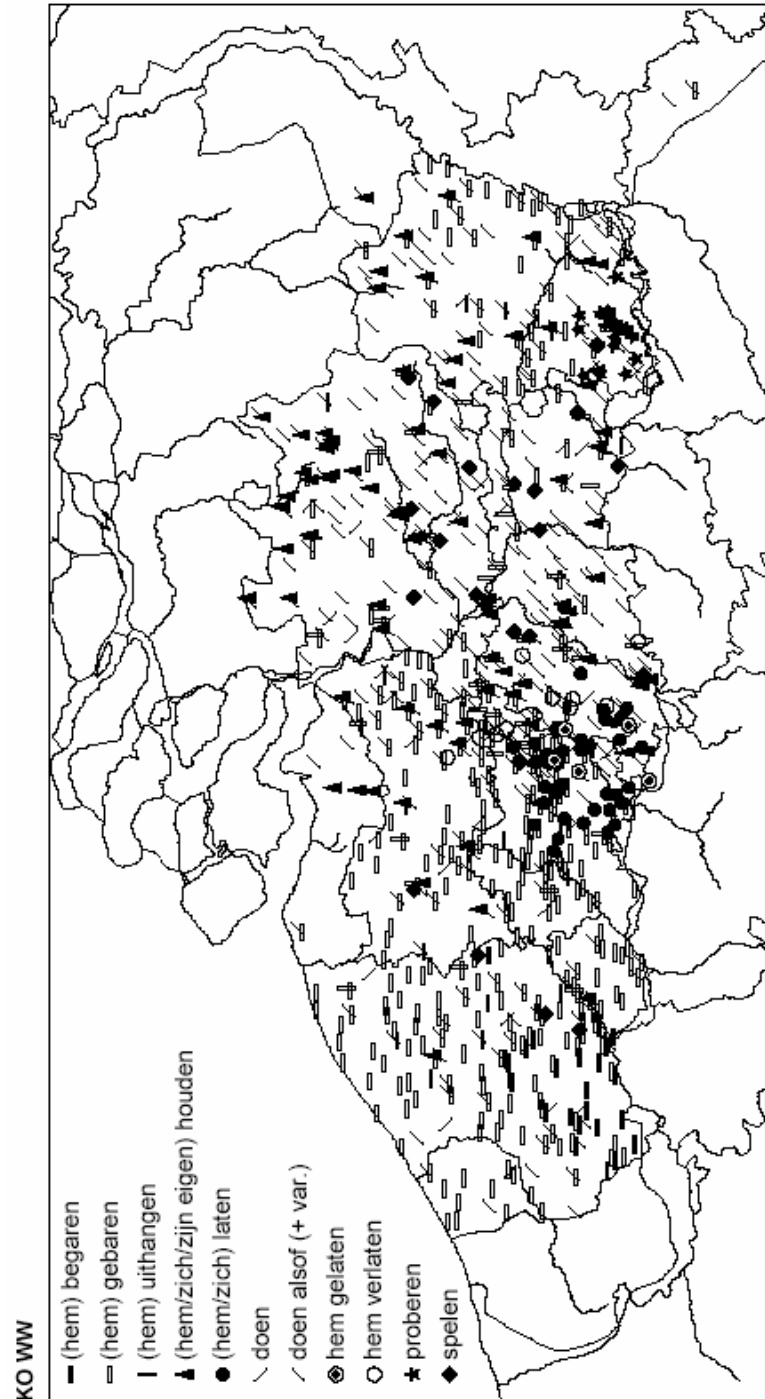 KO WW
(hem) begaren
(hem) gebaren
(hem) uithangen
(hem/zich/zijn eigen) houden
(hem/zich) laten
doen
doen alsof (+ var.)
hem gelaten
hem verlaten
proberen
spelen